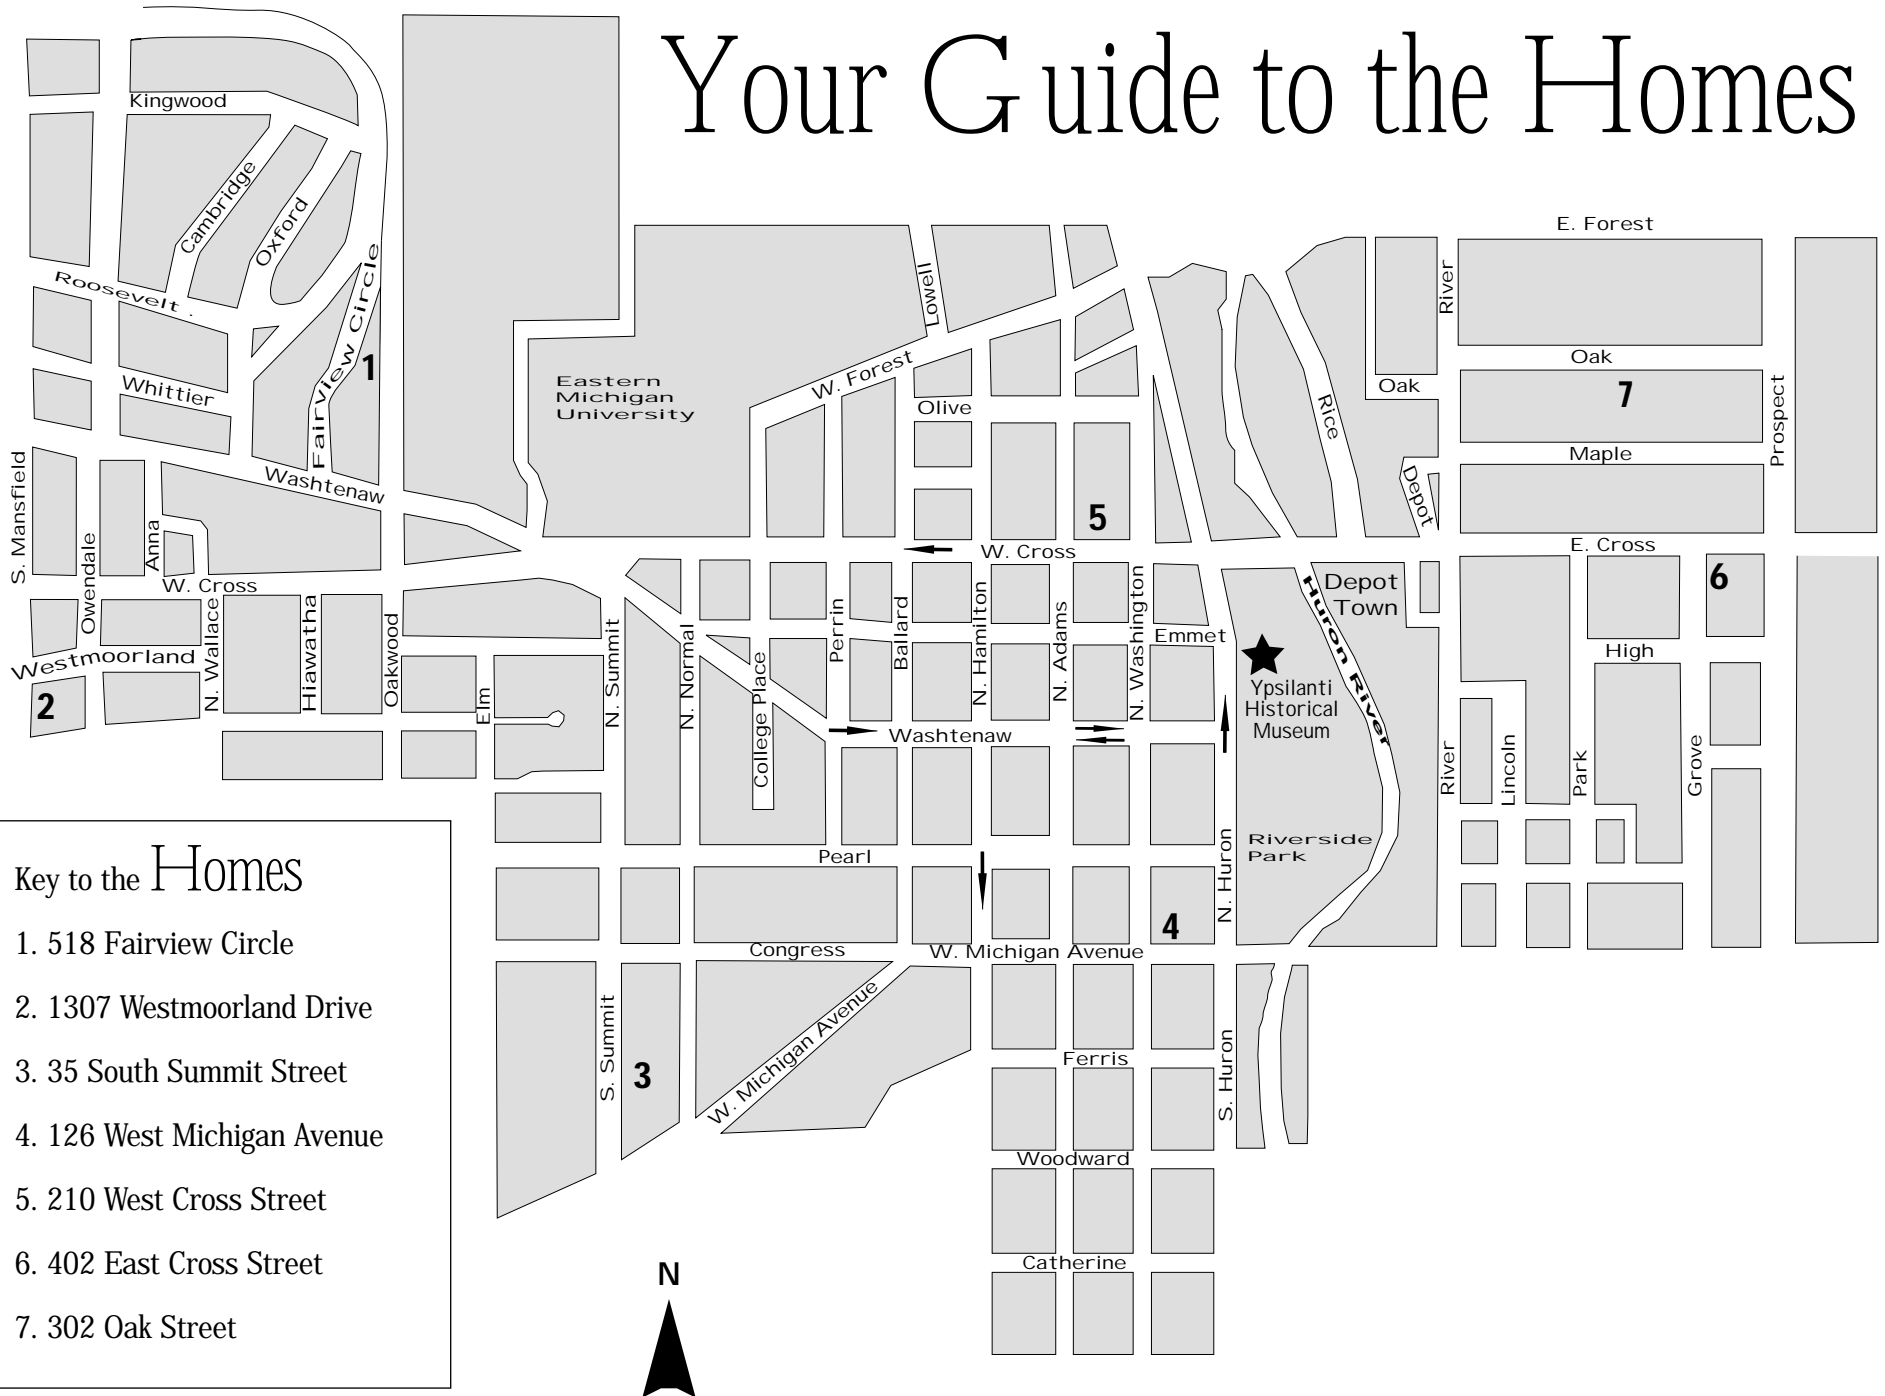 Your Guide to the Homes
Kingwood
Cambridge
Oxford
Fairview Circle
Roosevelt .
Whittier
Washtenaw
1
S. Mansfield
Owendale
Anna
W. Cross
Westmoorland
2
N. Wallace
Hiawatha
Oakwood
Elm
N. Summit
Eastern
Michigan
University
Lowell
W. Forest
Olive
5
W. Cross
N. Normal
College Place
Perrin
Ballard
N. Hamilton
N. Adams
N. Washington
Emmet
Washtenaw
Ypsilanti
Historical
Museum
Huron River
Depot
Town
Rice
E. Forest
River
Oak
Oak
7
Maple
Depot
Prospect
E. Cross
6
High
River
Lincoln
Park
Grove
Riverside
Park
N. Huron
Pearl
4
Congress
W. Michigan Avenue
W. Michigan Avenue
S. Summit
3
Ferris
S. Huron
Woodward
Catherine
N
Key to the Homes
1. 518 Fairview Circle
2. 1307 Westmoorland Drive
3. 35 South Summit Street
4. 126 West Michigan Avenue
5. 210 West Cross Street
6. 402 East Cross Street
7. 302 Oak Street